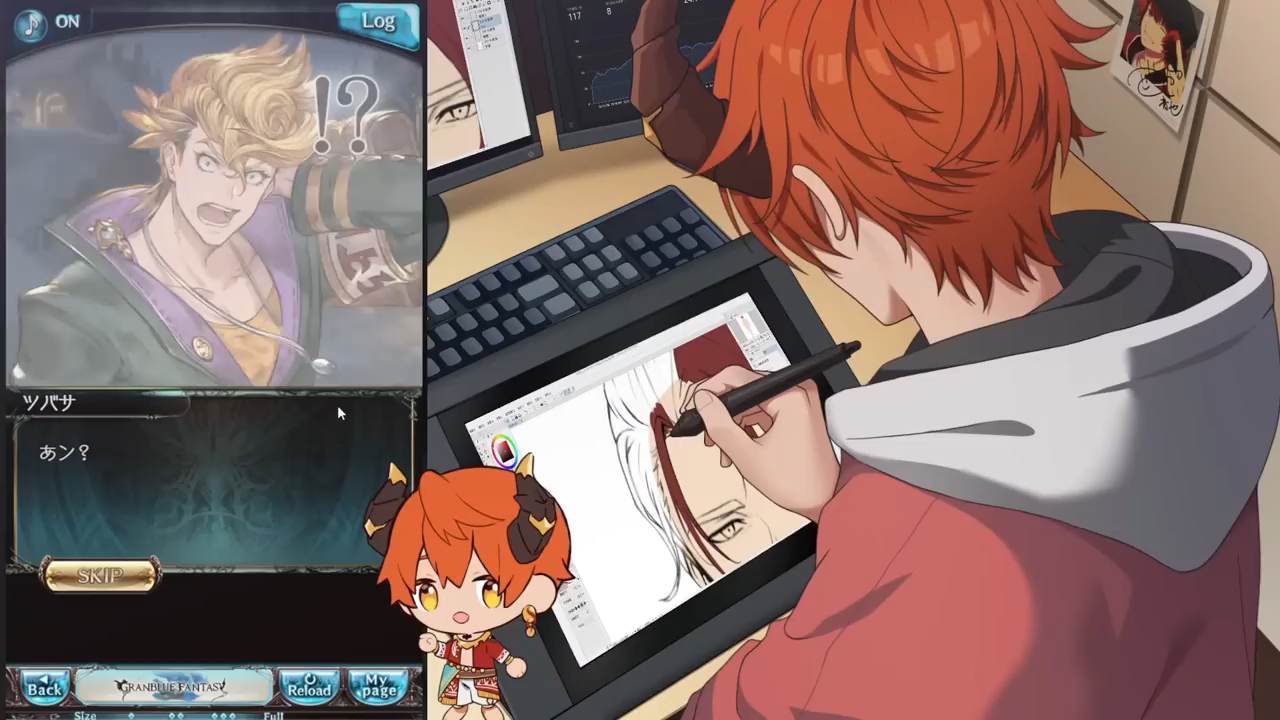 ON
Log
!?
ツバサ
あン?
SKIP
Back
GRANBLUE FANTASY
Reload
My page
Size
Full
117
8